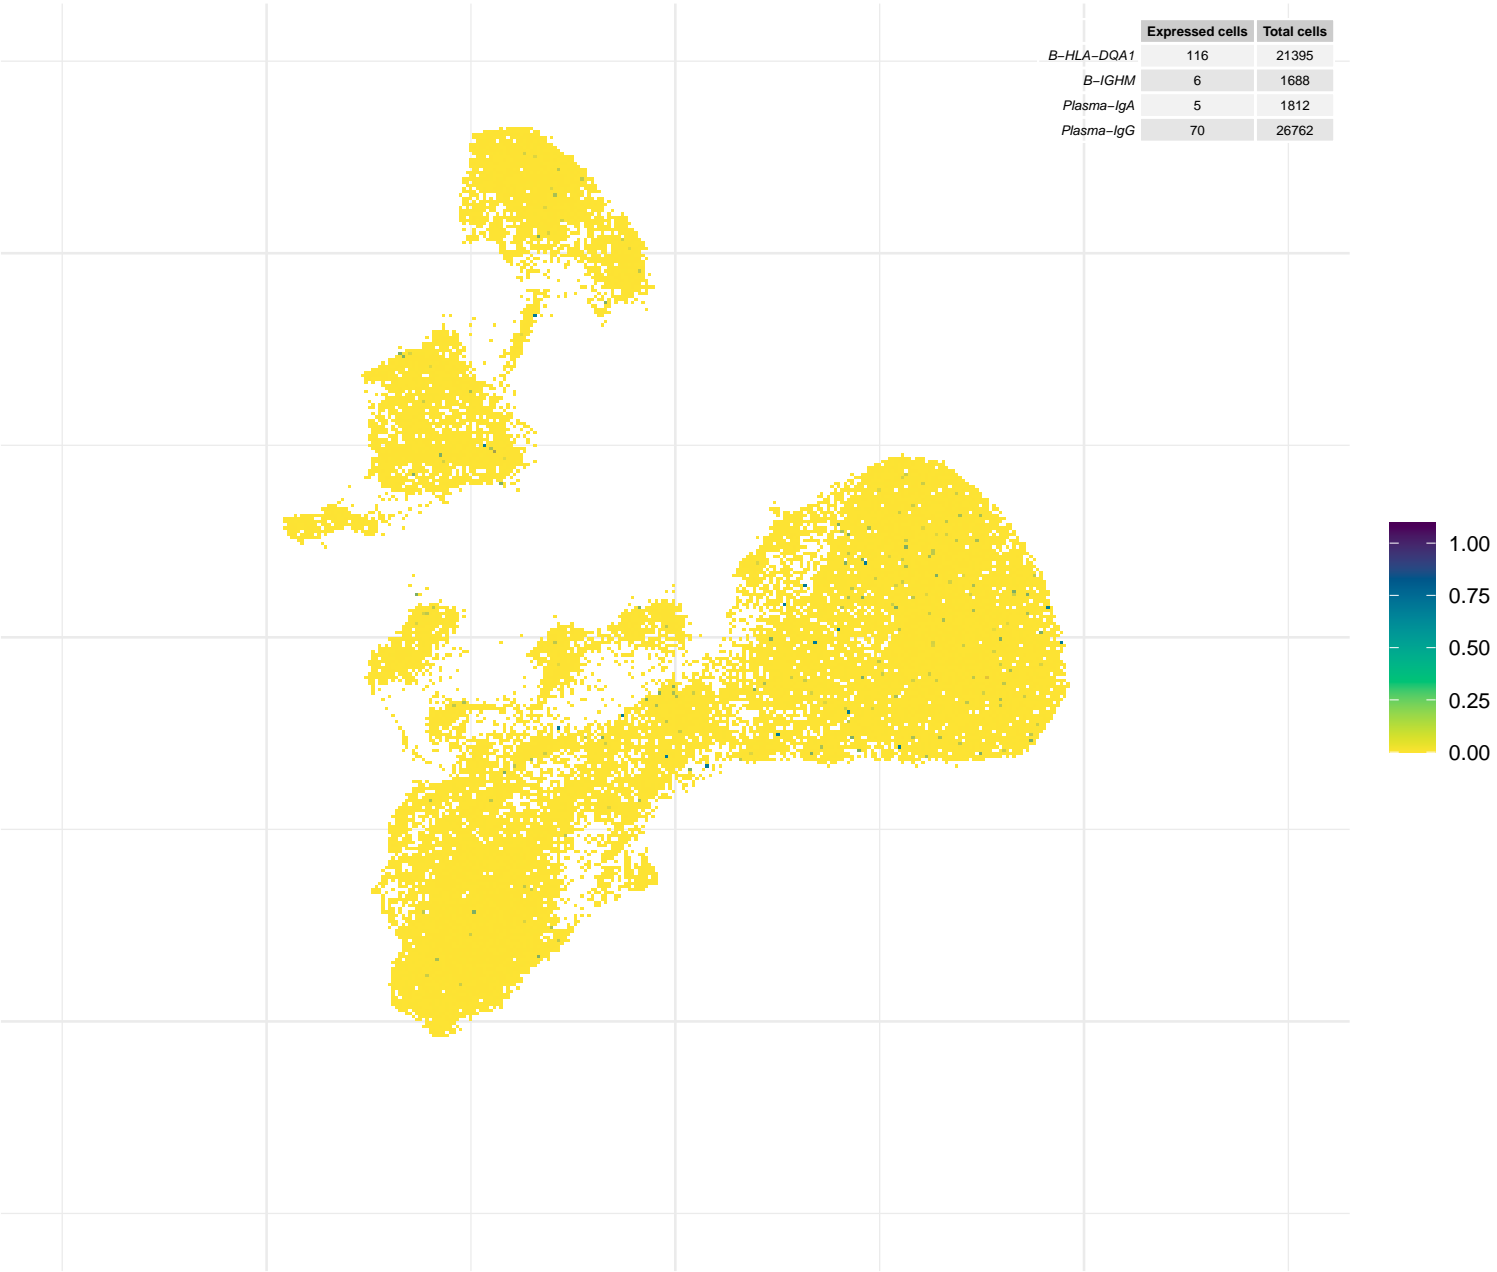 Expressed cells Total cells
B−HLA−DQA1 116 21395
B−IGHM 6 1688
Plasma−IgA 5 1812
Plasma−IgG 70 26762
1.00
0.75
0.50
0.25
0.00